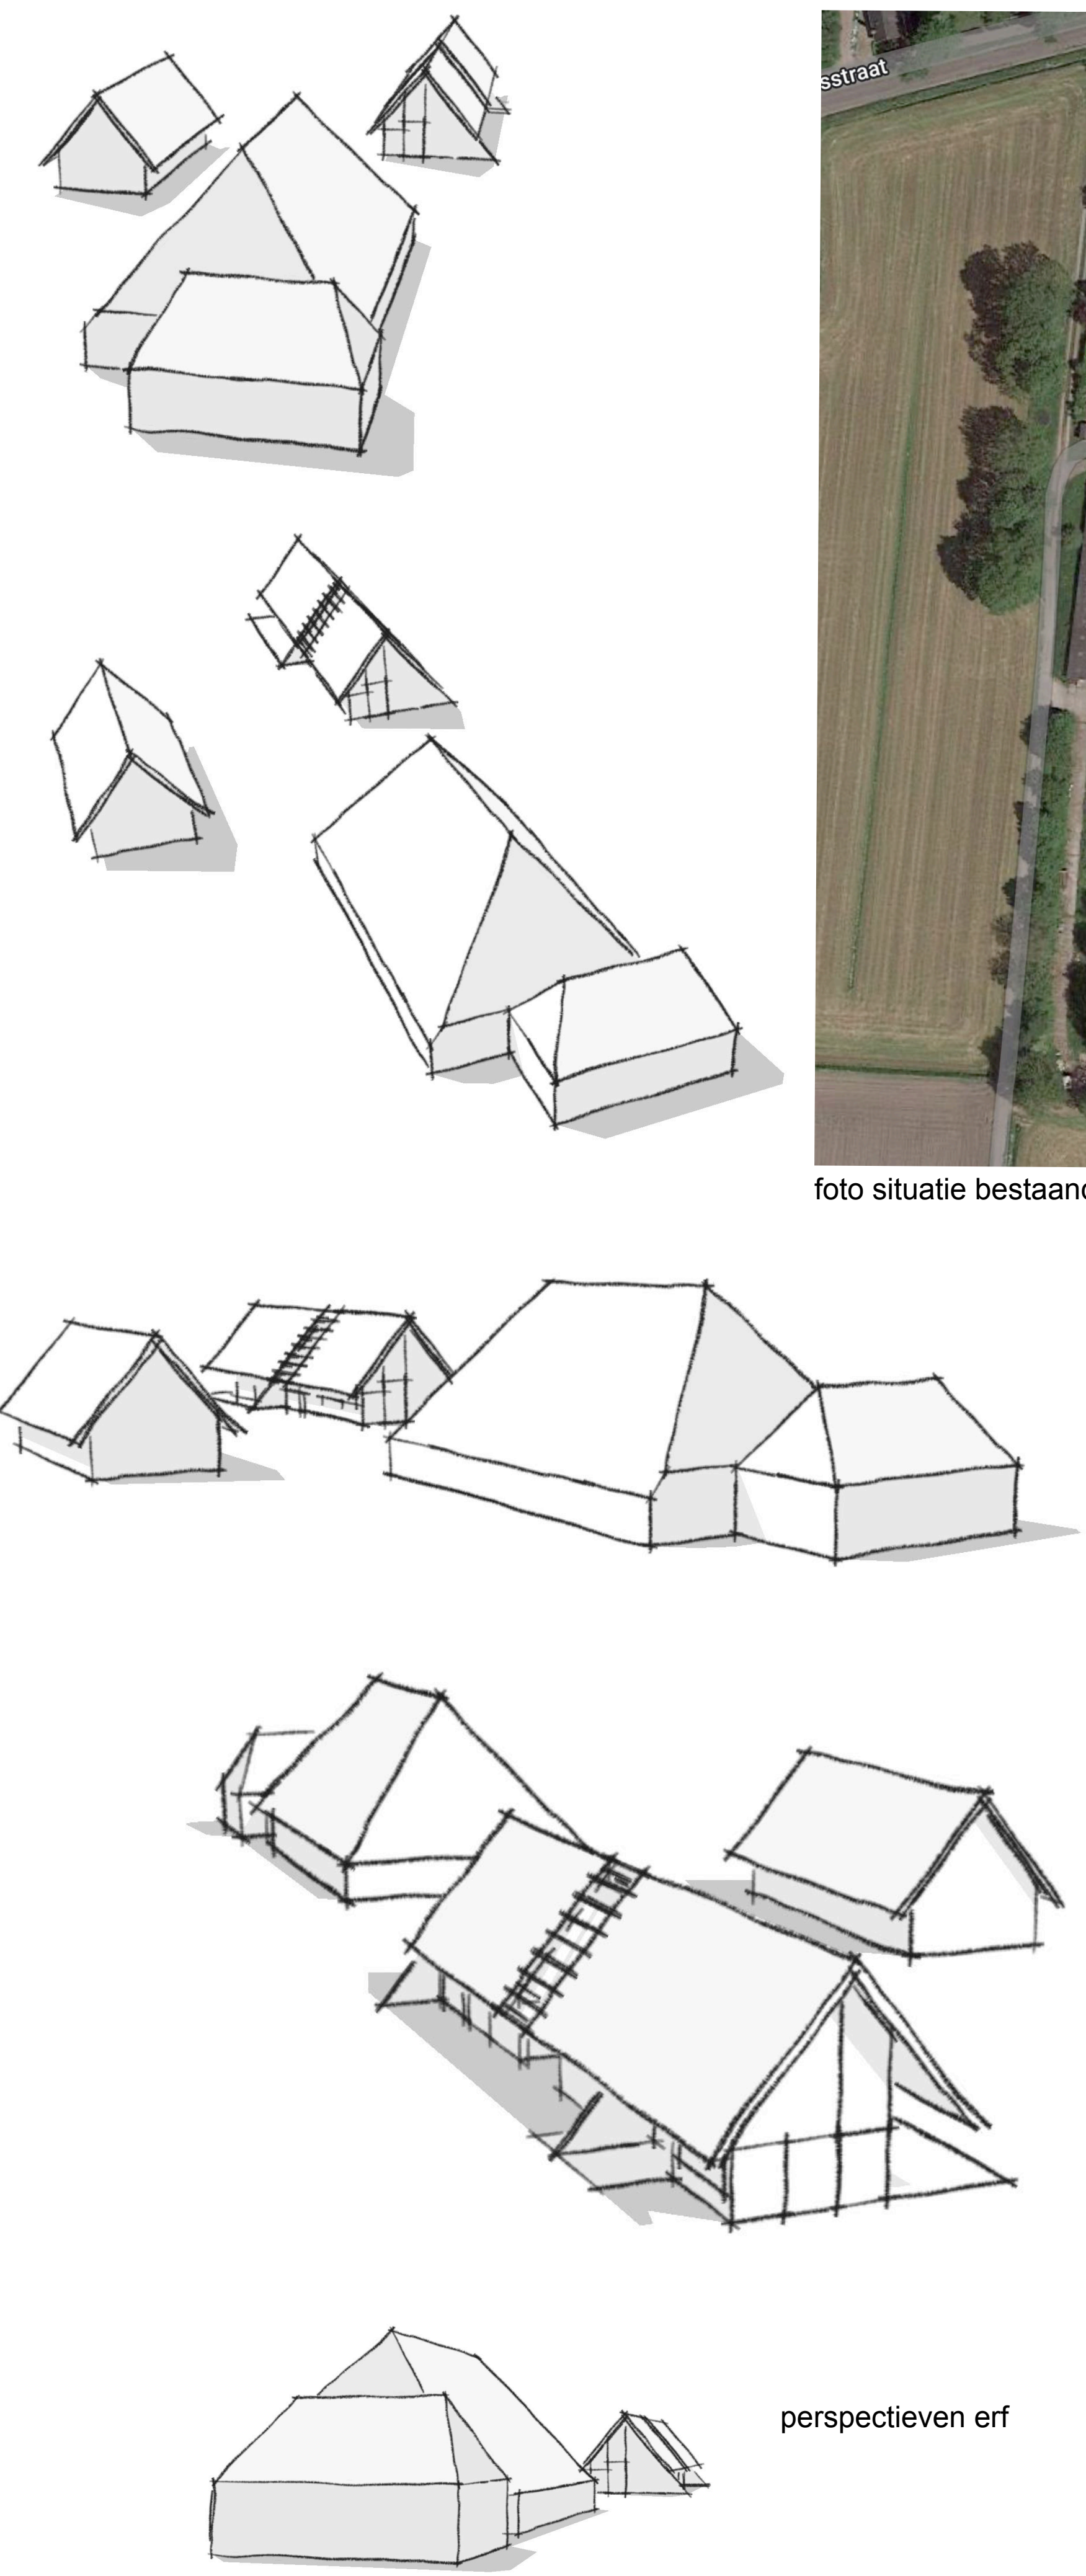 sstraat
foto situatie bestaand
perspectieven erf